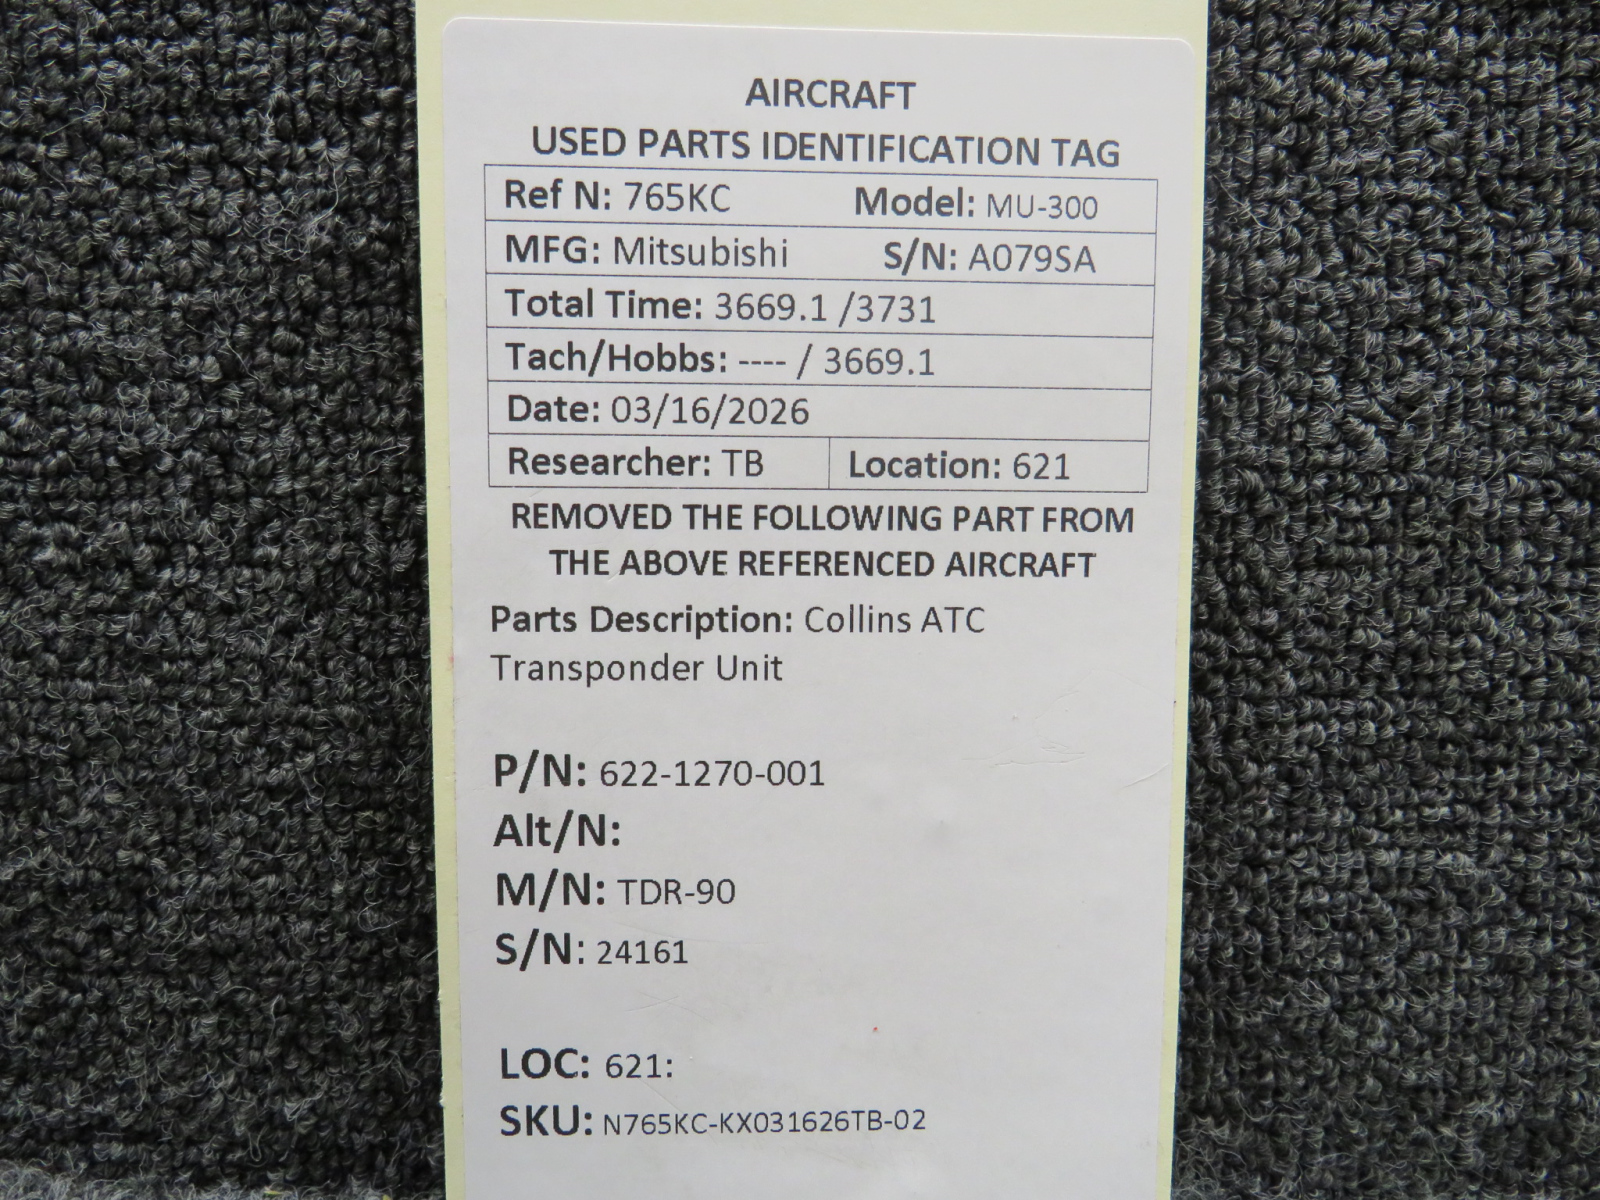 AIRCRAFT
USED PARTS IDENTIFICATION TAG
Ref N: 765KC Model: MU-300
MFG: Mitsubishi S/N: A079SA
Total Time: 3669.1 /3731
Tach/Hobbs: ---- / 3669.1
Date: 03/16/2026
Researcher: TB Location: 621
REMOVED THE FOLLOWING PART FROM
THE ABOVE REFERENCED AIRCRAFT
Parts Description: Collins ATC
Transponder Unit
P/N: 622-1270-001
Alt/N:
M/N: TDR-90
S/N: 24161
LOC: 621:
SKU: N765KC-KX031626TB-02